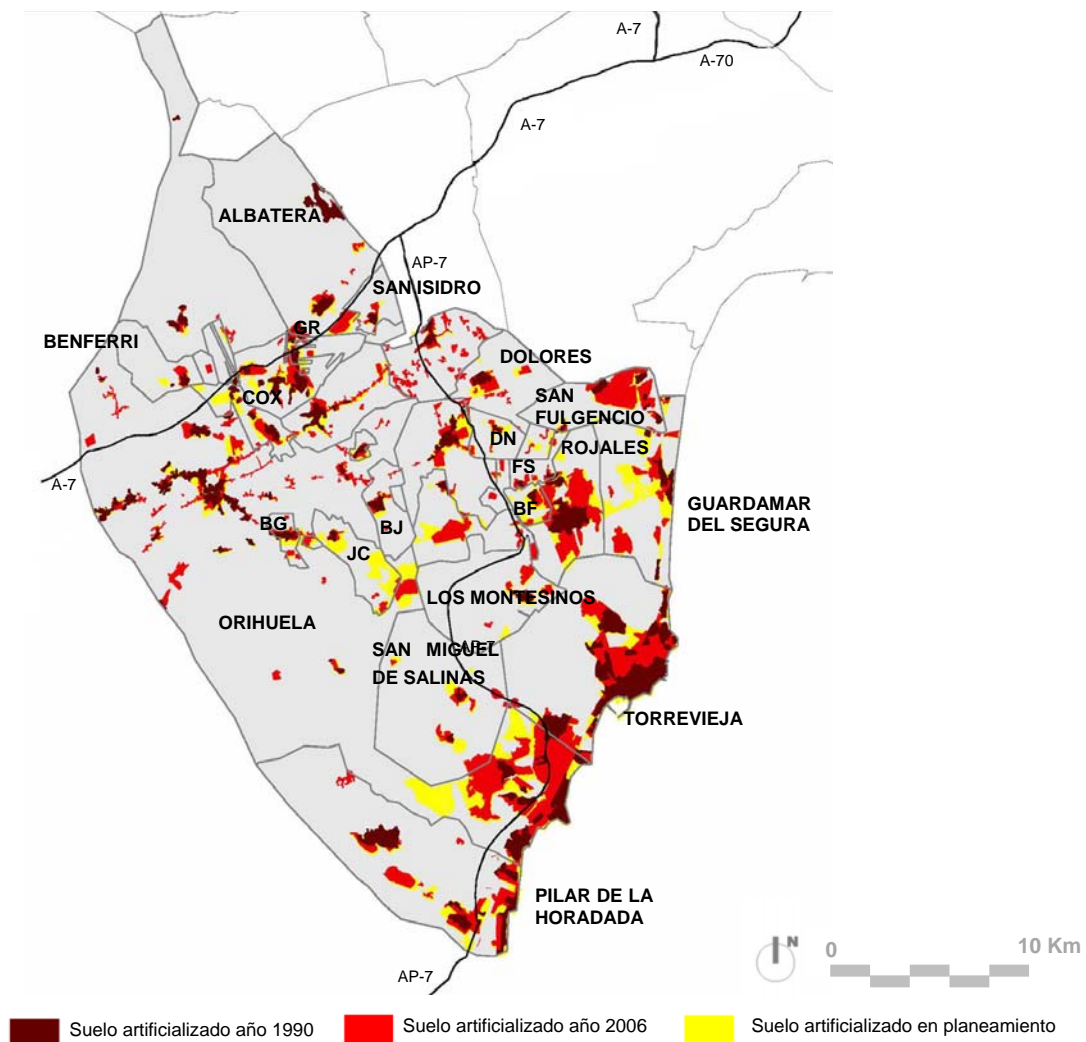 A-7
A-70
A-7
ALBATERA
AP-7
SAN ISIDRO
GR
BENFERRI
DOLORES
COX
SAN
FULGENCIO
DN
ROJALES
FS
A-7
BF
GUARDAMAR
DEL SEGURA
BG
BJ
JC
LOS MONTESINOS
ORIHUELA
AP-7
SAN MIGUEL
DE SALINAS
TORREVIEJA
PILAR DE LA
HORADADA
N
0 10 Km
AP-7
Suelo artificializado año 1990 Suelo artificializado año 2006 Suelo artificializado en planeamiento